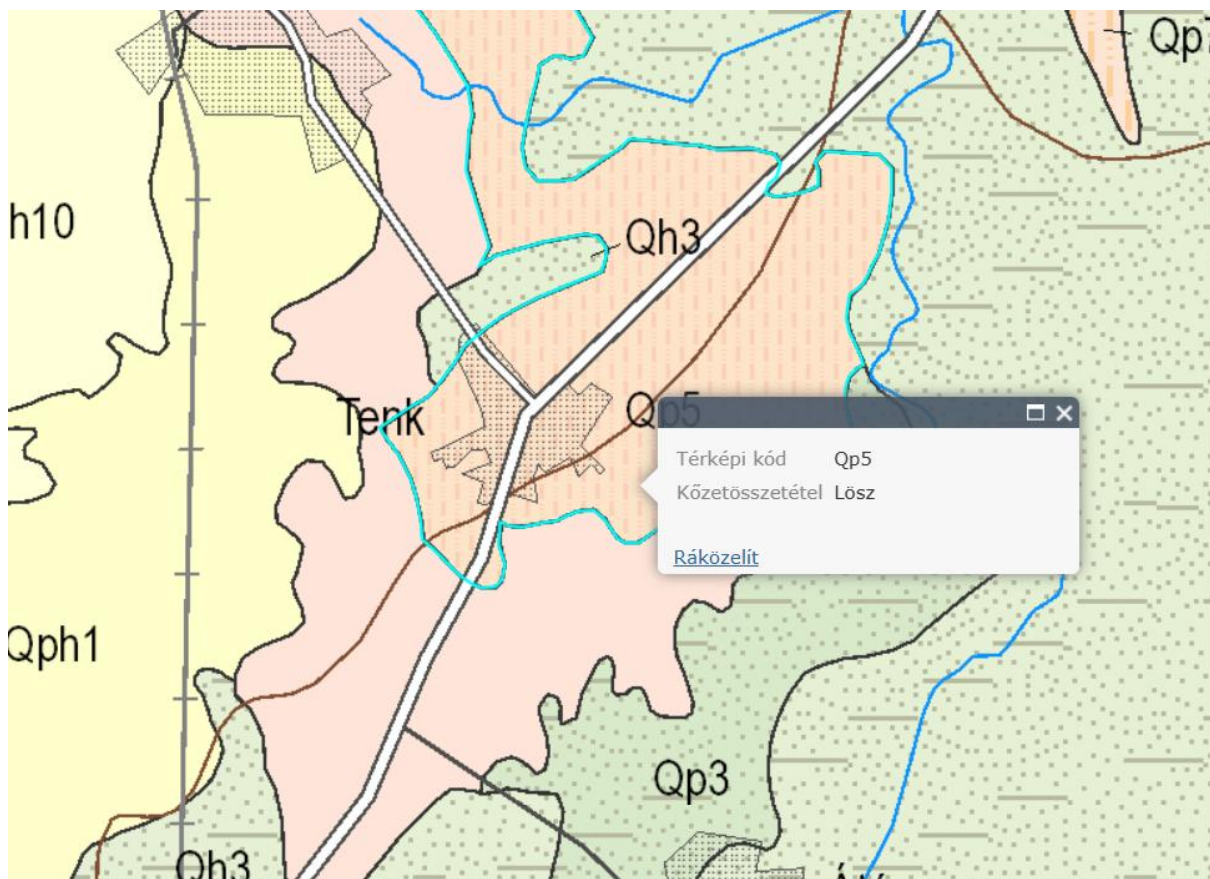 Qp7
h10
Qh3
Tenk
Qp5
Térképi kód Qp5
Kőzetösszetétel Lösz
Ráközelít
Qph1
Qp3
Qh3